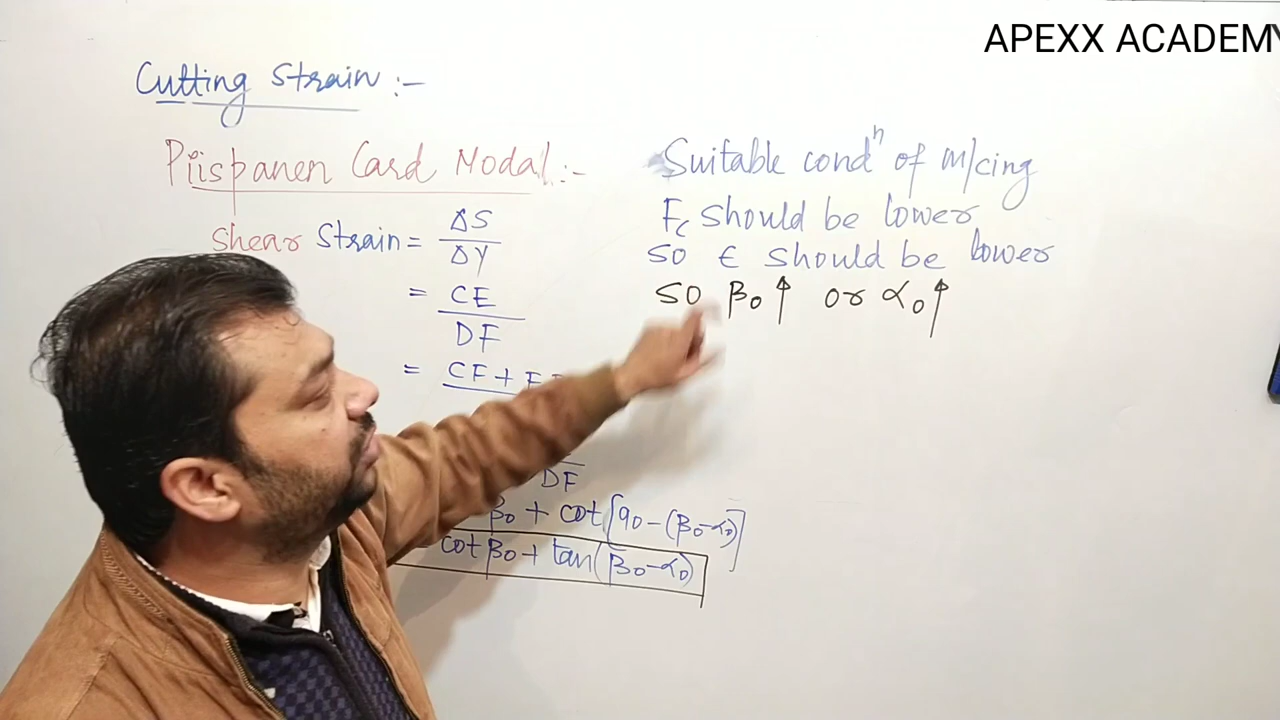 APEXX ACADEMY
Cutting Strain :-
Piispanen Card Modal :-
Shear Strain = ΔS / ΔY
= CE / DF
= CF +
DF
β₀ + cot [90 - (β₀-α₀)]
cot β₀ + tan (β₀-α₀)
Suitable condⁿ of m/cing
Fc should be lower
so ε should be lower
so β₀ ↑ or α₀ ↑